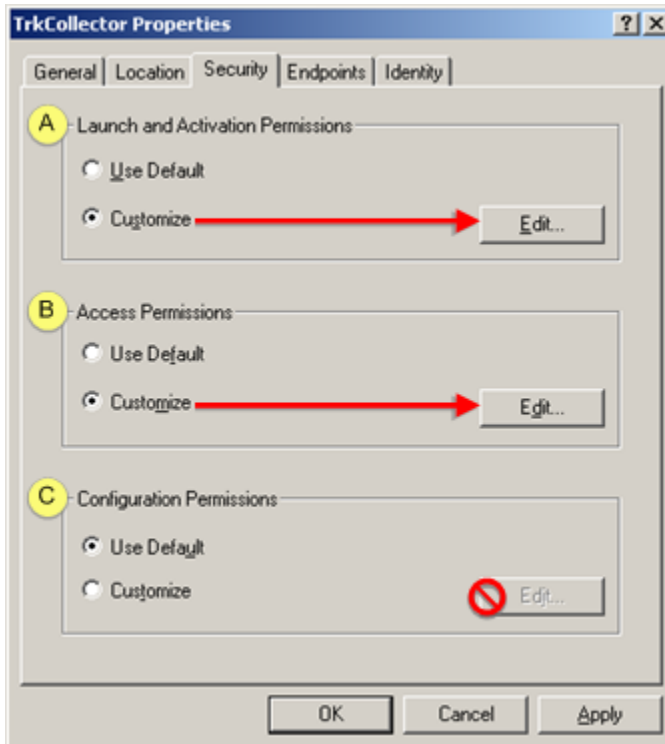 TrkCollector Properties
General Location Security Endpoints Identity
A Launch and Activation Permissions
Use Default
Customize Edit...
B Access Permissions
Use Default
Customize Edit...
C Configuration Permissions
Use Default
Customize Edit...
OK Cancel Apply